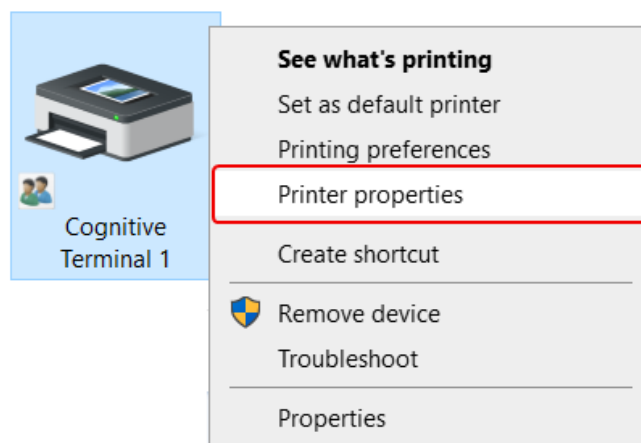 Cognitive
Terminal 1
See what's printing
Set as default printer
Printing preferences
Printer properties
Create shortcut
Remove device
Troubleshoot
Properties